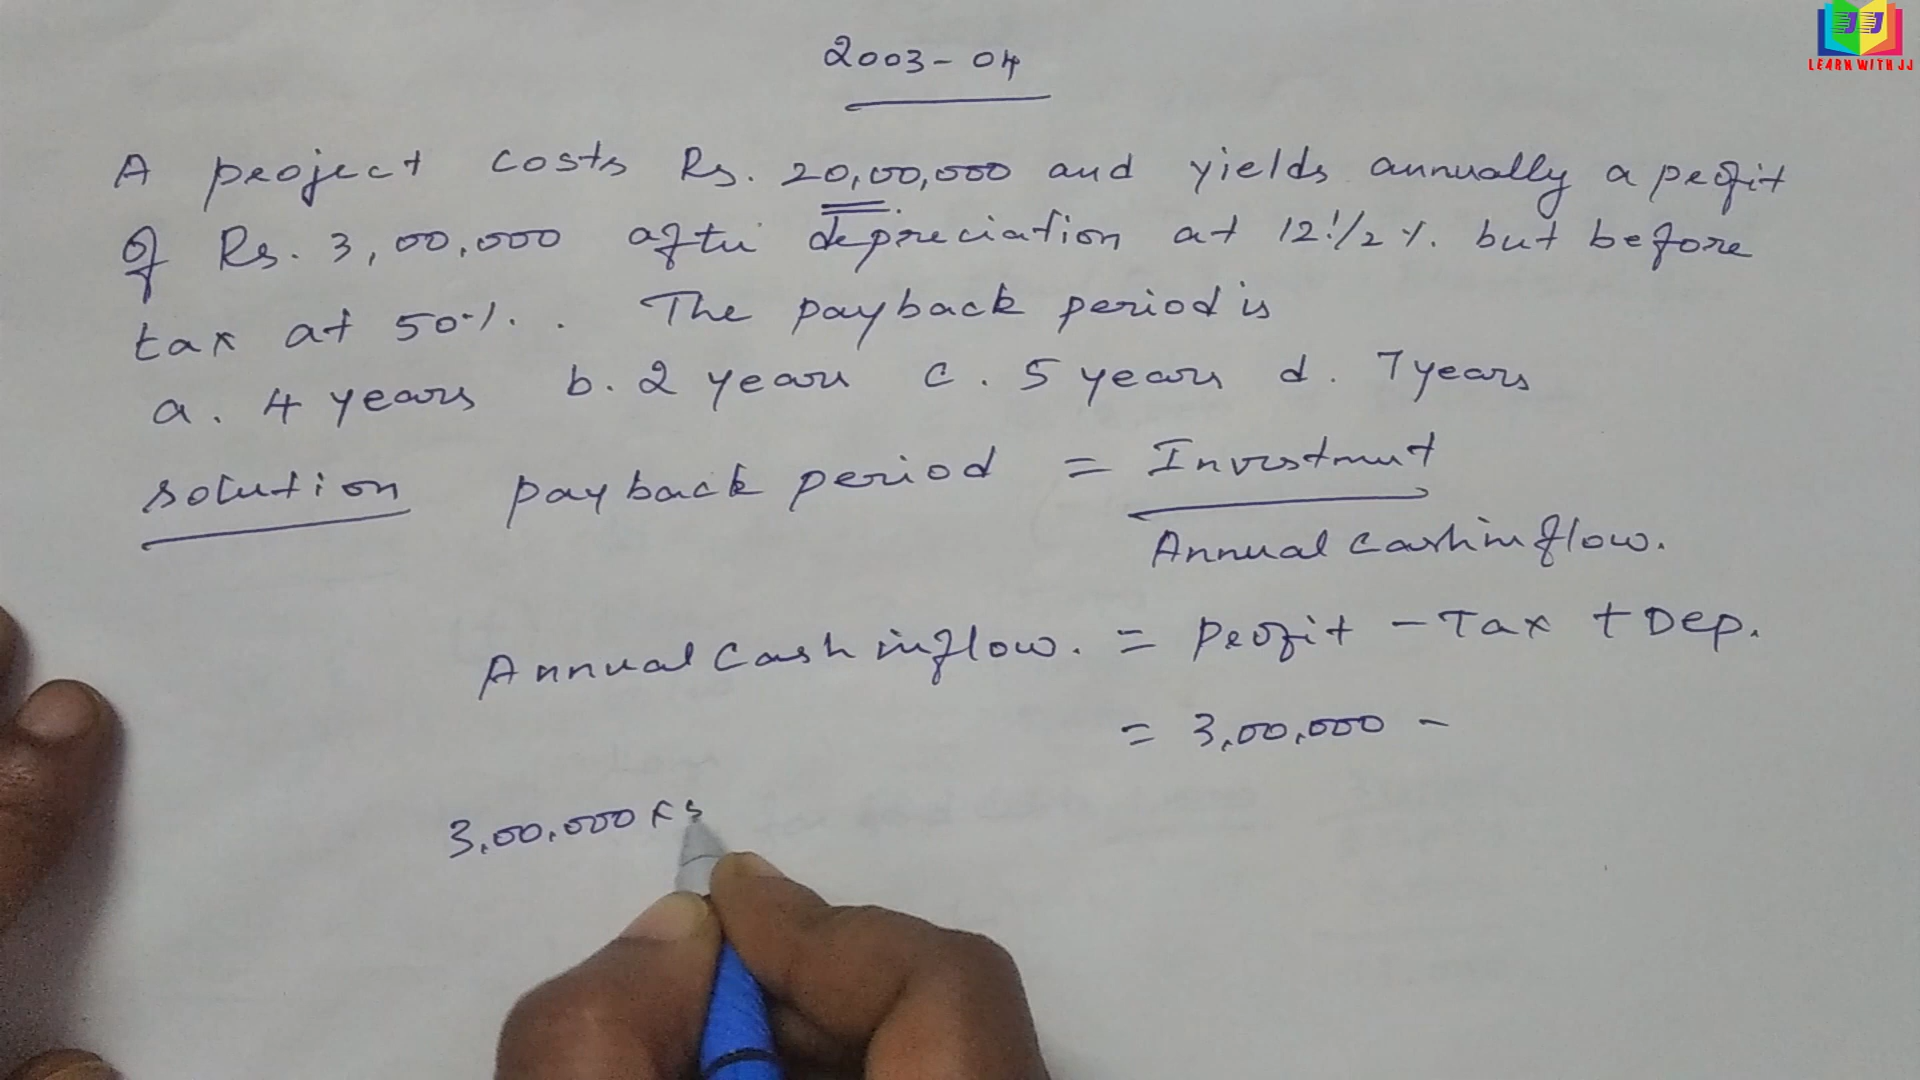 JJ
LEARN WITH JJ
2003-04
A project costs Rs. 20,00,000 and yields annually a profit
of Rs. 3,00,000 after depreciation at 12 1/2 %. but before
tax at 50%. . The payback period is
a. 4 years b. 2 years c. 5 years d. 7 years
solution payback period = Investment
Annual cash inflow.
Annual Cash inflow. = Profit - Tax + Dep.
= 3,00,000 -
3,00,000 x 5